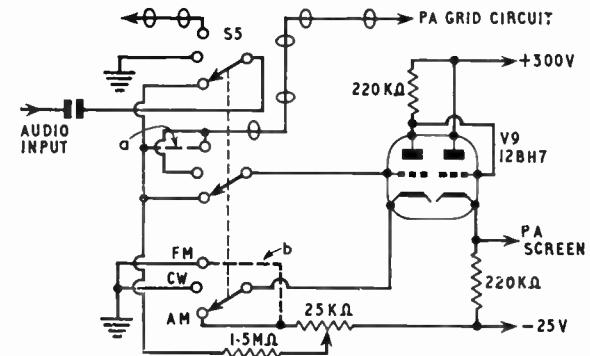 S5
PA GRID CIRCUIT
+300V
220KΩ
V9
12BH7
AUDIO
INPUT
a
b
FM
CW
AM
PA
SCREEN
220KΩ
25KΩ
-25V
1·5MΩ